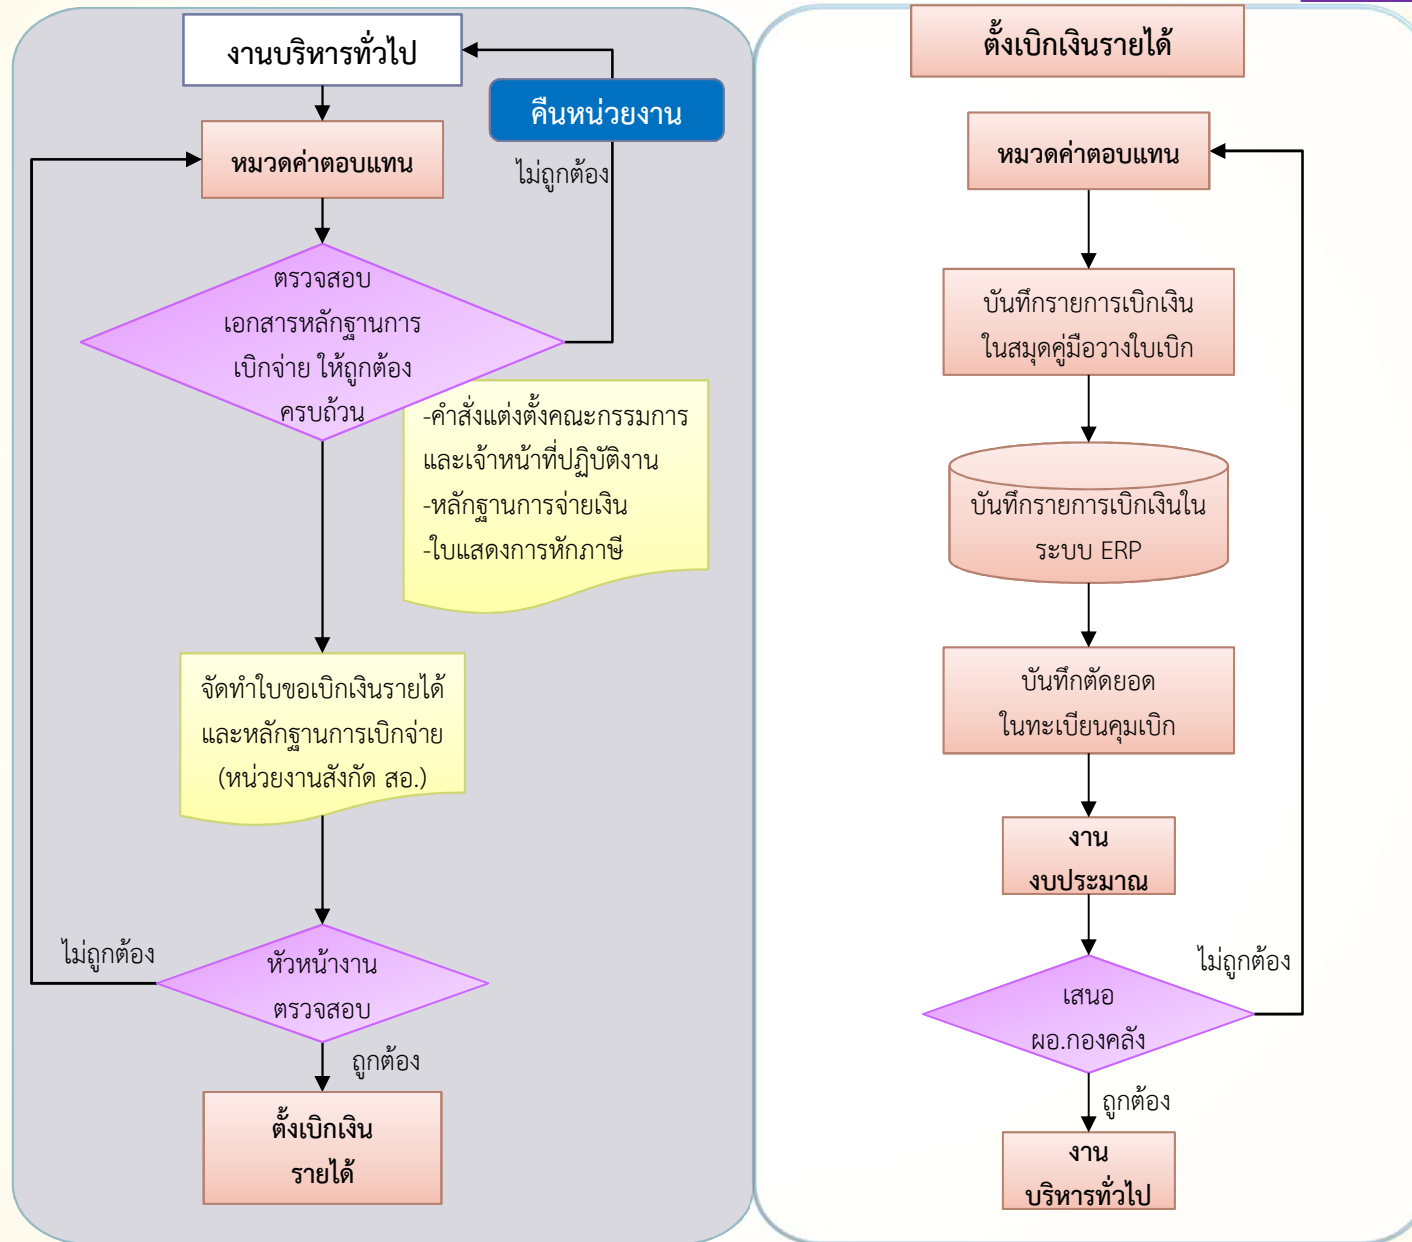 งานบริหารทั่วไป
คืนหน่วยงาน
หมวดค่าตอบแทน
ไม่ถูกต้อง
ตรวจสอบ
เอกสารหลักฐานการ
เบิกจ่าย ให้ถูกต้อง
ครบถ้วน
-คำสั่งแต่งตั้งคณะกรรมการ
และเจ้าหน้าที่ปฏิบัติงาน
-หลักฐานการจ่ายเงิน
-ใบแสดงการหักภาษี
จัดทำใบขอเบิกเงินรายได้
และหลักฐานการเบิกจ่าย
(หน่วยงานสังกัด สอ.)
ไม่ถูกต้อง
หัวหน้างาน
ตรวจสอบ
ถูกต้อง
ตั้งเบิกเงิน
รายได้
ตั้งเบิกเงินรายได้
หมวดค่าตอบแทน
บันทึกรายการเบิกเงิน
ในสมุดคู่มือวางใบเบิก
บันทึกรายการเบิกเงินใน
ระบบ ERP
บันทึกตัดยอด
ในทะเบียนคุมเบิก
งาน
งบประมาณ
ไม่ถูกต้อง
เสนอ
ผอ.กองคลัง
ถูกต้อง
งาน
บริหารทั่วไป